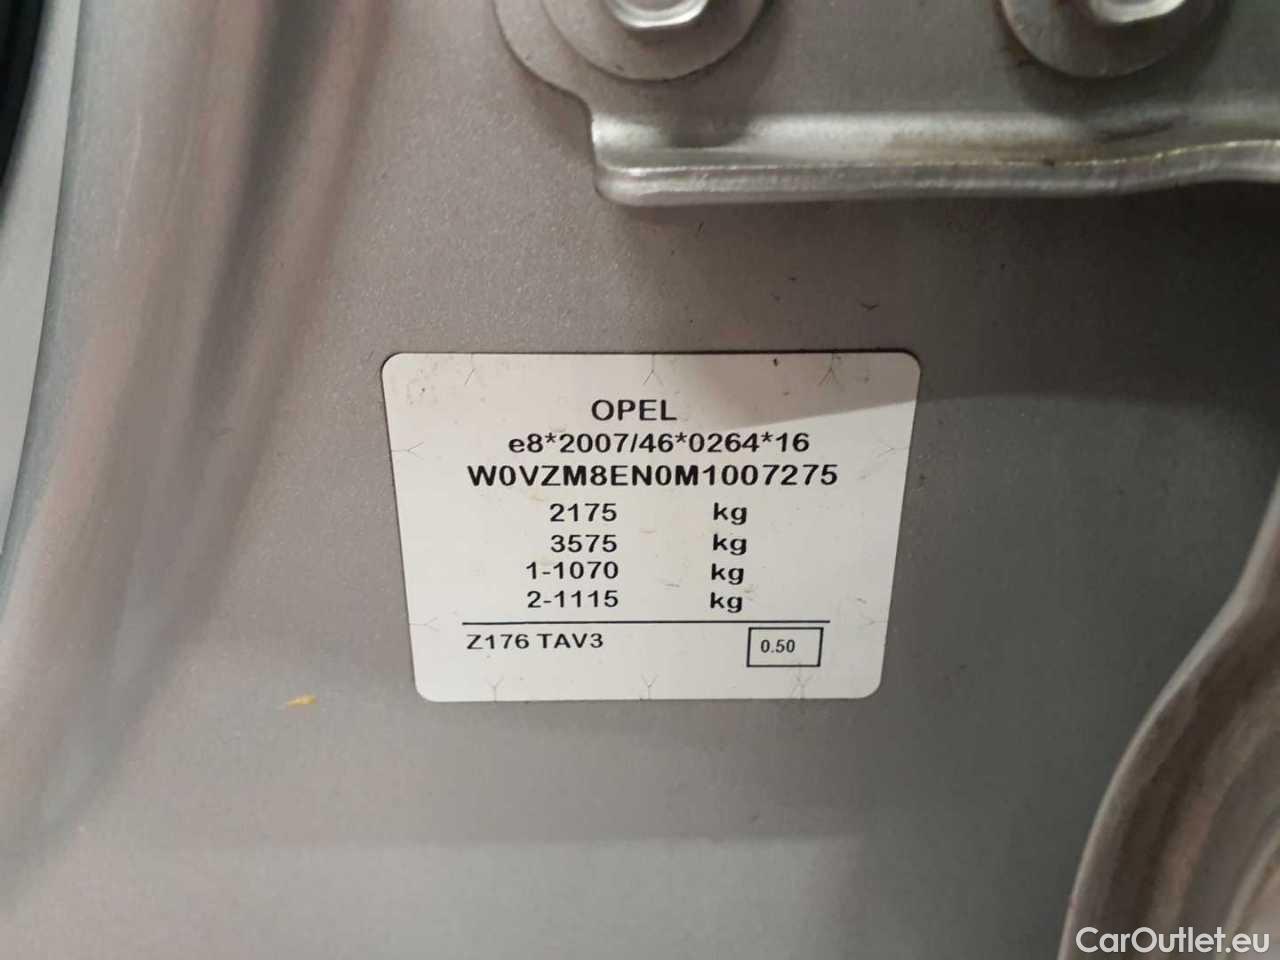 OPEL
e8*2007/46*0264*16
W0VZM8EN0M1007275
2175 kg
3575 kg
1-1070 kg
2-1115 kg
Z176 TAV3 0.50
CarOutlet.eu